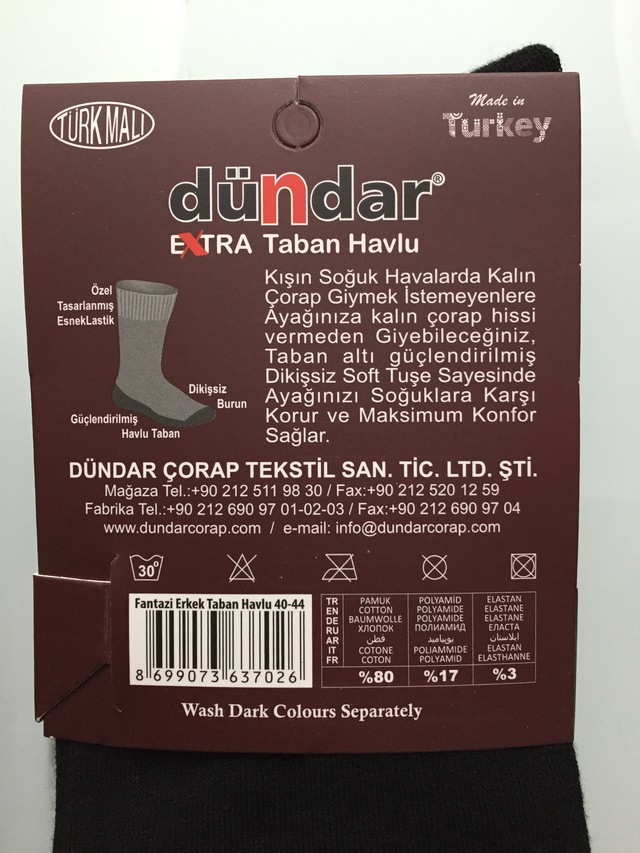 TÜRK MALI
Made in
Turkey
dündar®
EXTRA Taban Havlu
Özel
Tasarlanmış
EsnekLastik
Dikişsiz
Burun
Güçlendirilmiş
Havlu Taban
Kışın Soğuk Havalarda Kalın
Çorap Giymek İstemeyenlere
Ayağınıza kalın çorap hissi
vermeden Giyebileceğiniz,
Taban altı güçlendirilmiş
Dikişsiz Soft Tuşe Sayesinde
Ayağınızı Soğuklara Karşı
Korur ve Maksimum Konfor
Sağlar.
DÜNDAR ÇORAP TEKSTİL SAN. TİC. LTD. ŞTİ.
Mağaza Tel.:+90 212 511 98 30 / Fax:+90 212 520 12 59
Fabrika Tel.:+90 212 690 97 01-02-03 / Fax:+90 212 690 97 04
www.dundarcorap.com / e-mail: info@dundarcorap.com
30°
Fantazi Erkek Taban Havlu 40-44
8 699073 637026
TR PAMUK POLYAMİD ELASTAN
EN COTTON POLYAMIDE ELASTANE
DE BAUMWOLLE POLYAMIDE ELASTANE
RU ХЛОПОК ПОЛИАМИД ЕЛАСТА
AR قطن بوبياميد ايلاستان
IT COTONE POLIAMMIDE ELASTAN
FR COTON POLYAMID ELASTHANNE
%80 %17 %3
Wash Dark Colours Separately